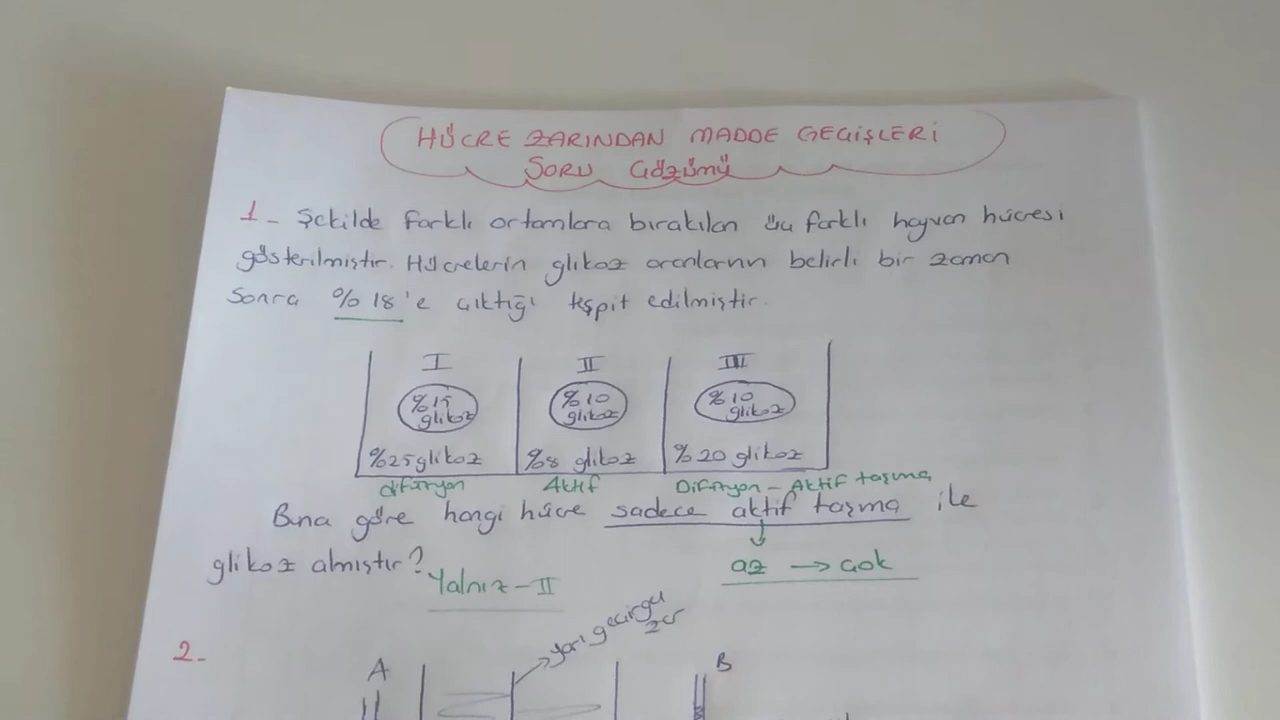 HÜCRE ZARINDAN MADDE GEÇİŞLERİ
SORU ÇÖZÜMÜ
1- Şekilde farklı ortamlara bırakılan üç farklı hayvan hücresi
gösterilmiştir. Hücrelerin glikoz oranlarının belirli bir zaman
sonra %18'e çıktığı tespit edilmiştir.
I II III
%15 glikoz %10 glikoz %10 glikoz
%25 glikoz %8 glikoz %20 glikoz
difüzyon Aktif Difüzyon - Aktif taşıma
Buna göre hangi hücre sadece aktif taşıma ile
glikoz almıştır?
az → çok
Yalnız-II
yarı geçirgen zar
2-
A B